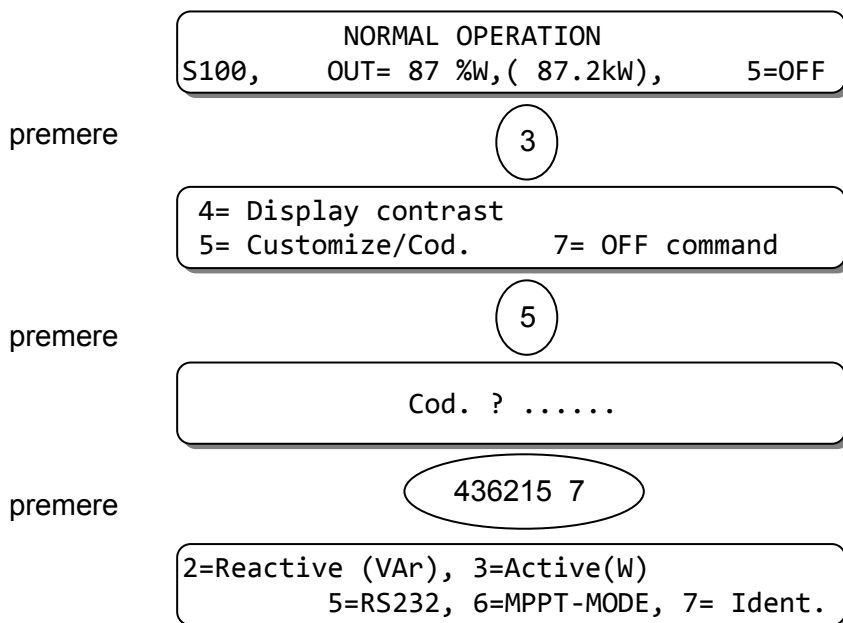 NORMAL OPERATION
S100, OUT= 87 %W,( 87.2kW), 5=OFF
premere
3
4= Display contrast
5= Customize/Cod. 7= OFF command
premere
5
Cod. ? ......
premere
436215 7
2=Reactive (VAr), 3=Active(W)
5=RS232, 6=MPPT-MODE, 7= Ident.